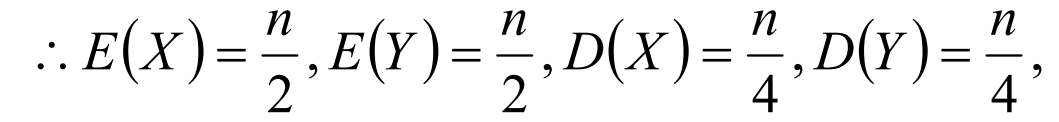 ∴ E(X) = n/2, E(Y) = n/2, D(X) = n/4, D(Y) = n/4,